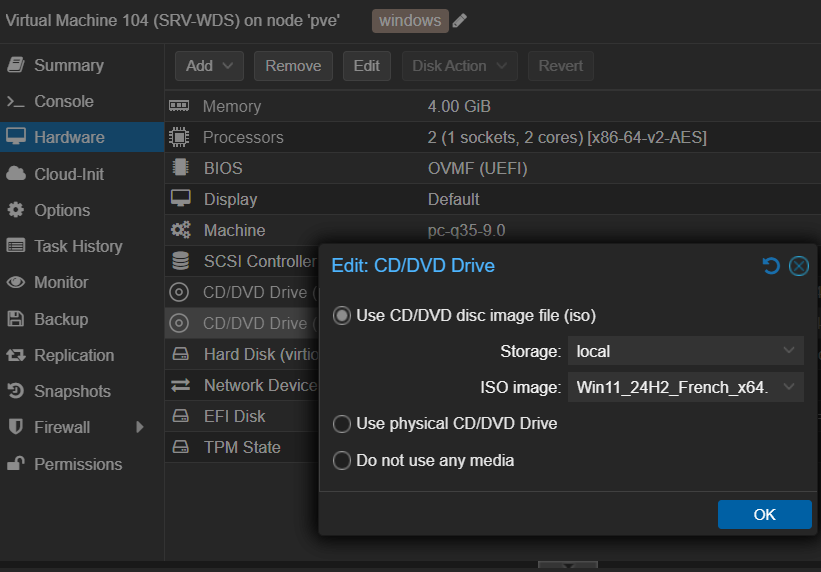 Virtual Machine 104 (SRV-WDS) on node 'pve' windows
Add Remove Edit Disk Action Revert
Summary
Console
Hardware
Cloud-Init
Options
Task History
Monitor
Backup
Replication
Snapshots
Firewall
Permissions
Memory 4.00 GiB
Processors 2 (1 sockets, 2 cores) [x86-64-v2-AES]
BIOS OVMF (UEFI)
Display Default
Machine pc-q35-9.0
SCSI Controller
CD/DVD Drive (
CD/DVD Drive (
Hard Disk (virtio
Network Device
EFI Disk
TPM State
Edit: CD/DVD Drive
Use CD/DVD disc image file (iso)
Storage: local
ISO image: Win11_24H2_French_x64.
Use physical CD/DVD Drive
Do not use any media
OK